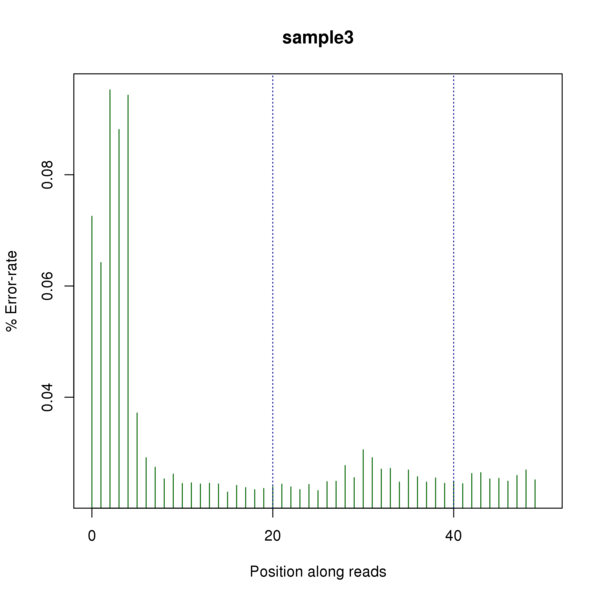 sample3
% Error-rate
0.08
0.06
0.04
0 20 40
Position along reads